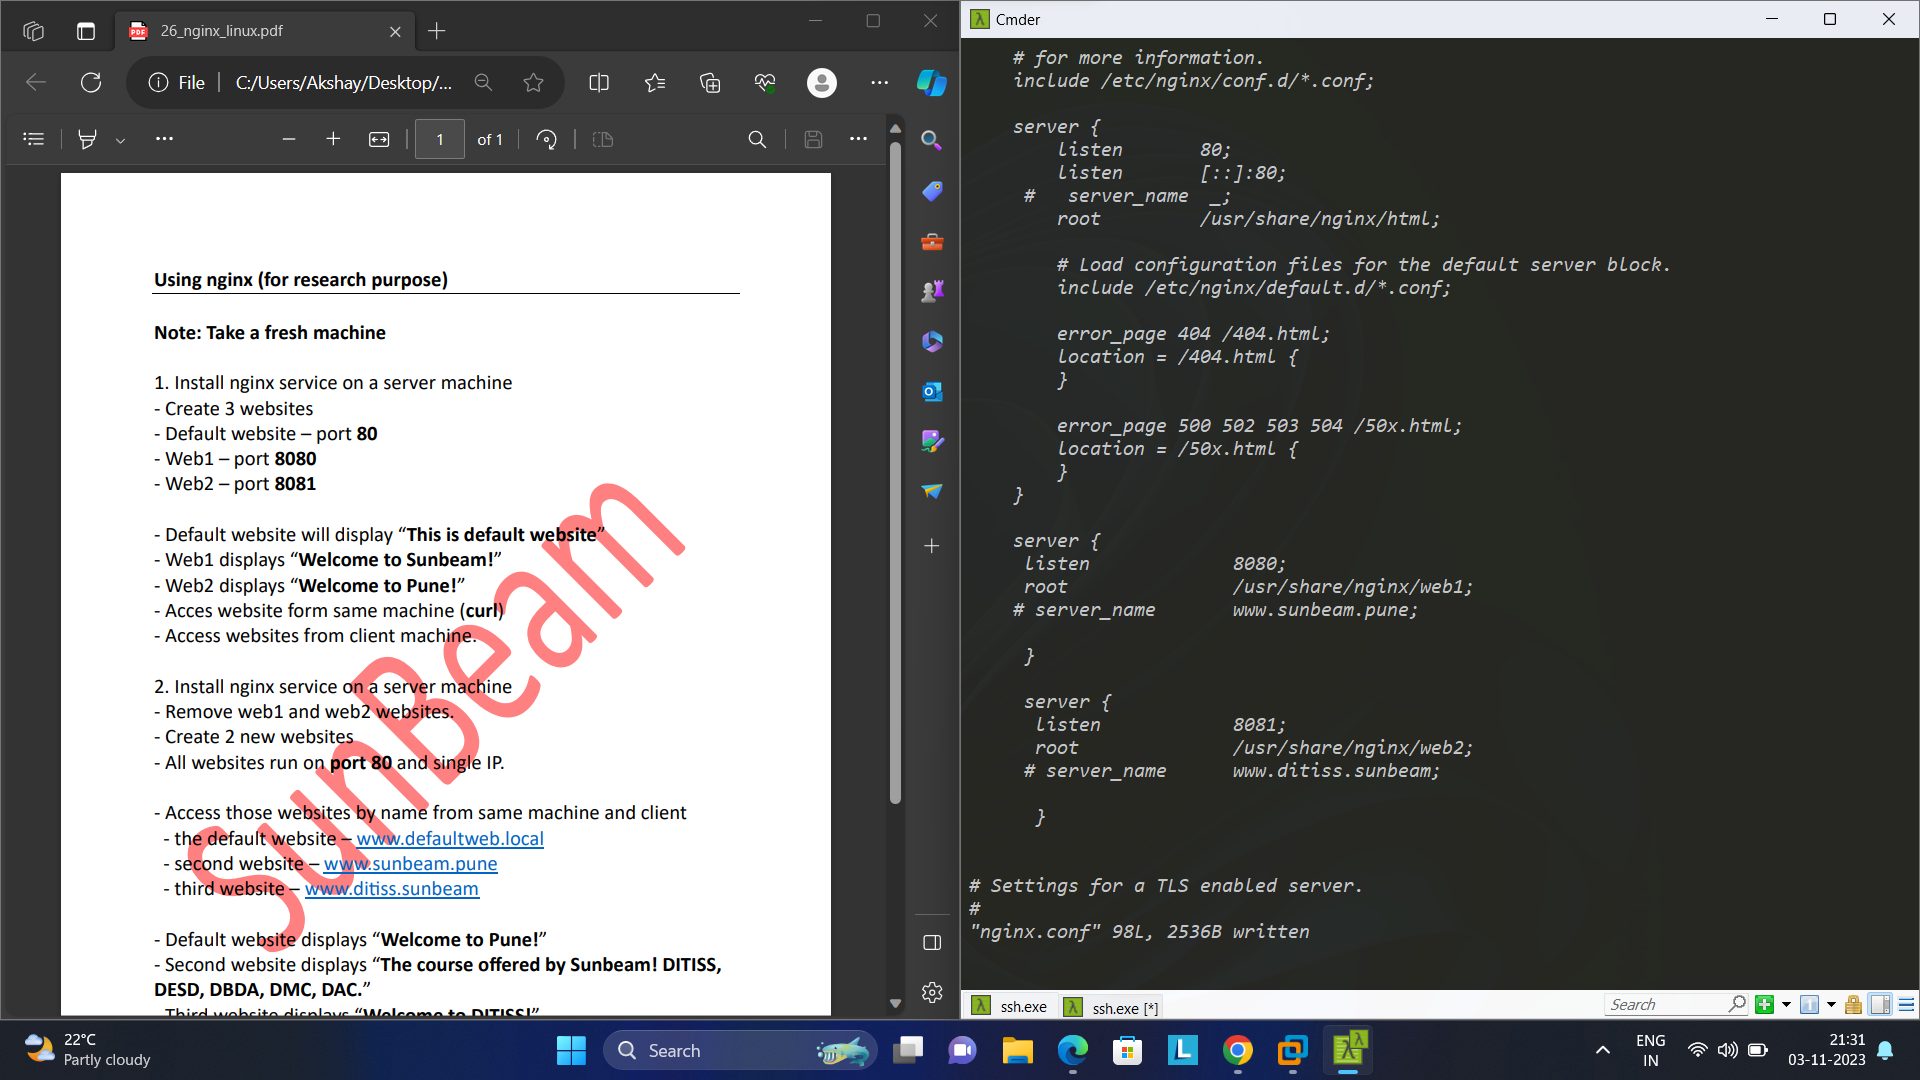 26_nginx_linux.pdf
File
C:/Users/Akshay/Desktop/...
1
of 1
Using nginx (for research purpose)
Note: Take a fresh machine
1. Install nginx service on a server machine
- Create 3 websites
- Default website – port 80
- Web1 – port 8080
- Web2 – port 8081
- Default website will display “This is default website”
- Web1 displays “Welcome to Sunbeam!”
- Web2 displays “Welcome to Pune!”
- Acces website form same machine (curl)
- Access websites from client machine.
2. Install nginx service on a server machine
- Remove web1 and web2 websites.
- Create 2 new websites
- All websites run on port 80 and single IP.
- Access those websites by name from same machine and client
- the default website – www.defaultweb.local
- second website – www.sunbeam.pune
- third website – www.ditiss.sunbeam
- Default website displays “Welcome to Pune!”
- Second website displays “The course offered by Sunbeam! DITISS,
DESD, DBDA, DMC, DAC.”
- Third website displays “Welcome to DITISS!”
SunBeam
Cmder
# for more information.
include /etc/nginx/conf.d/*.conf;
server {
listen 80;
listen [::]:80;
# server_name _;
root /usr/share/nginx/html;
# Load configuration files for the default server block.
include /etc/nginx/default.d/*.conf;
error_page 404 /404.html;
location = /404.html {
}
error_page 500 502 503 504 /50x.html;
location = /50x.html {
}
}
server {
listen 8080;
root /usr/share/nginx/web1;
# server_name www.sunbeam.pune;
}
server {
listen 8081;
root /usr/share/nginx/web2;
# server_name www.ditiss.sunbeam;
}
# Settings for a TLS enabled server.
#
"nginx.conf" 98L, 2536B written
ssh.exe
ssh.exe [*]
Search
22°C
Partly cloudy
Search
ENG
IN
21:31
03-11-2023